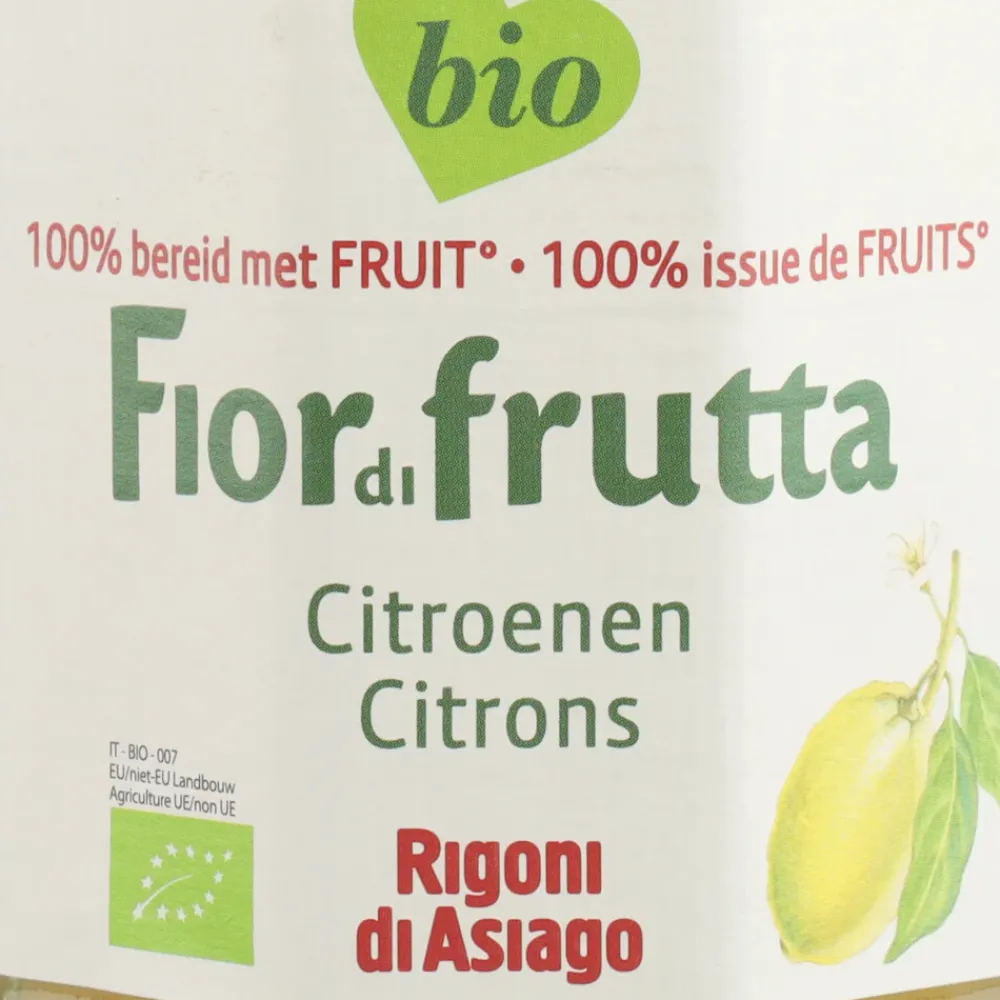 bio
100% bereid met FRUIT° • 100% issue de FRUITS°
Fior di frutta
Citroenen
Citrons
IT - BIO - 007
EU/niet-EU Landbouw
Agriculture UE/non UE
Rigoni
di Asiago